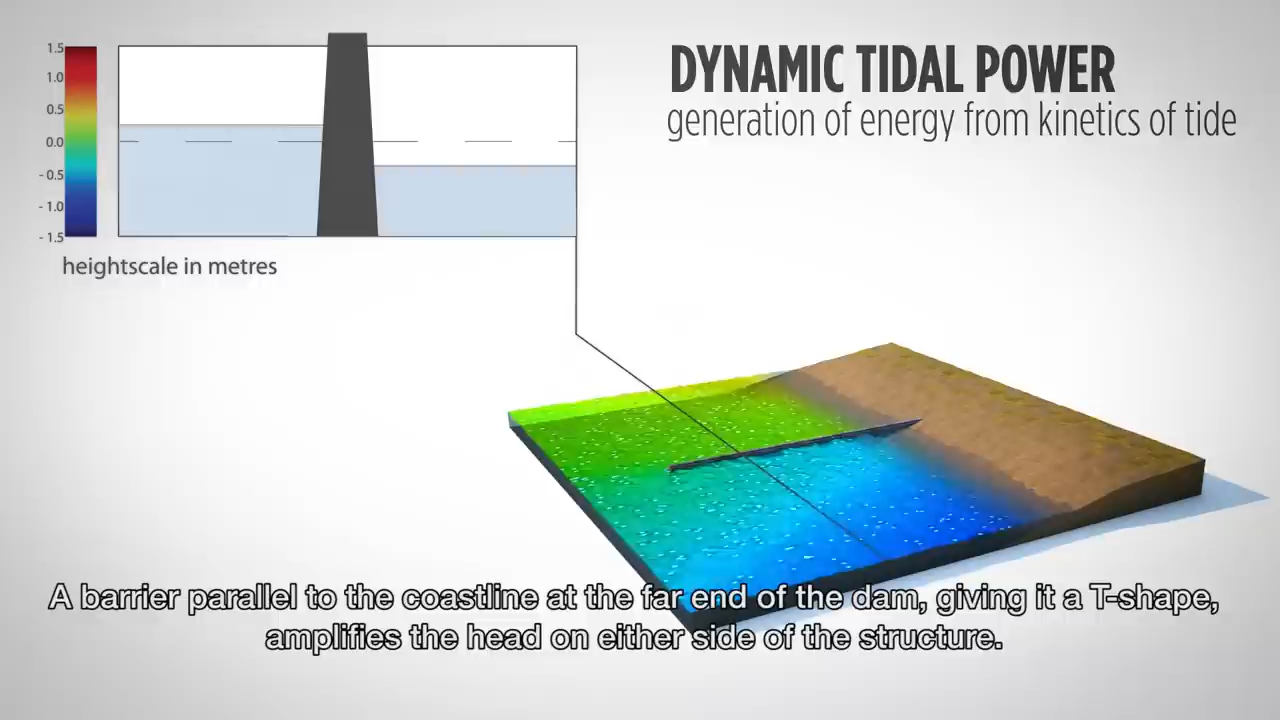 DYNAMIC TIDAL POWER
generation of energy from kinetics of tide
1.5
1.0
0.5
0.0
- 0.5
- 1.0
- 1.5
heightscale in metres
A barrier parallel to the coastline at the far end of the dam, giving it a T-shape,
amplifies the head on either side of the structure.